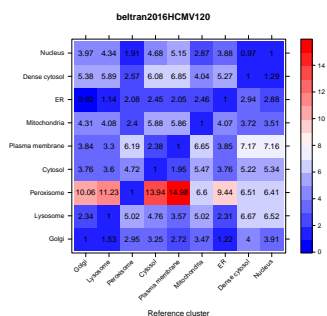 beltran2016HCMV120
Nucleus 3.97 4.34 1.91 4.68 5.15 2.87 3.88 0.97 1
Dense cytosol 5.38 5.89 2.57 6.08 6.85 4.04 5.27 1 1.29
ER 0.92 1.14 2.08 2.45 2.05 2.46 1 2.94 2.88
Mitochondria 4.31 4.08 2.4 5.88 5.86 1 4.07 3.72 3.51
Plasma membrane 3.84 3.3 6.19 2.38 1 6.65 3.85 7.17 7.16
Cytosol 3.76 3.6 4.72 1 1.95 5.47 3.76 5.22 5.34
Peroxisome 10.06 11.23 1 13.94 14.96 6.6 9.44 6.51 6.41
Lysosome 2.34 1 5.02 4.76 3.57 5.02 2.31 6.67 6.52
Golgi 1 1.53 2.95 3.25 2.72 3.47 1.22 4 3.91
Golgi Lysosome Peroxisome Cytosol Plasma membrane Mitochondria ER Dense cytosol Nucleus
Reference cluster
14
12
10
8
6
4
2
0